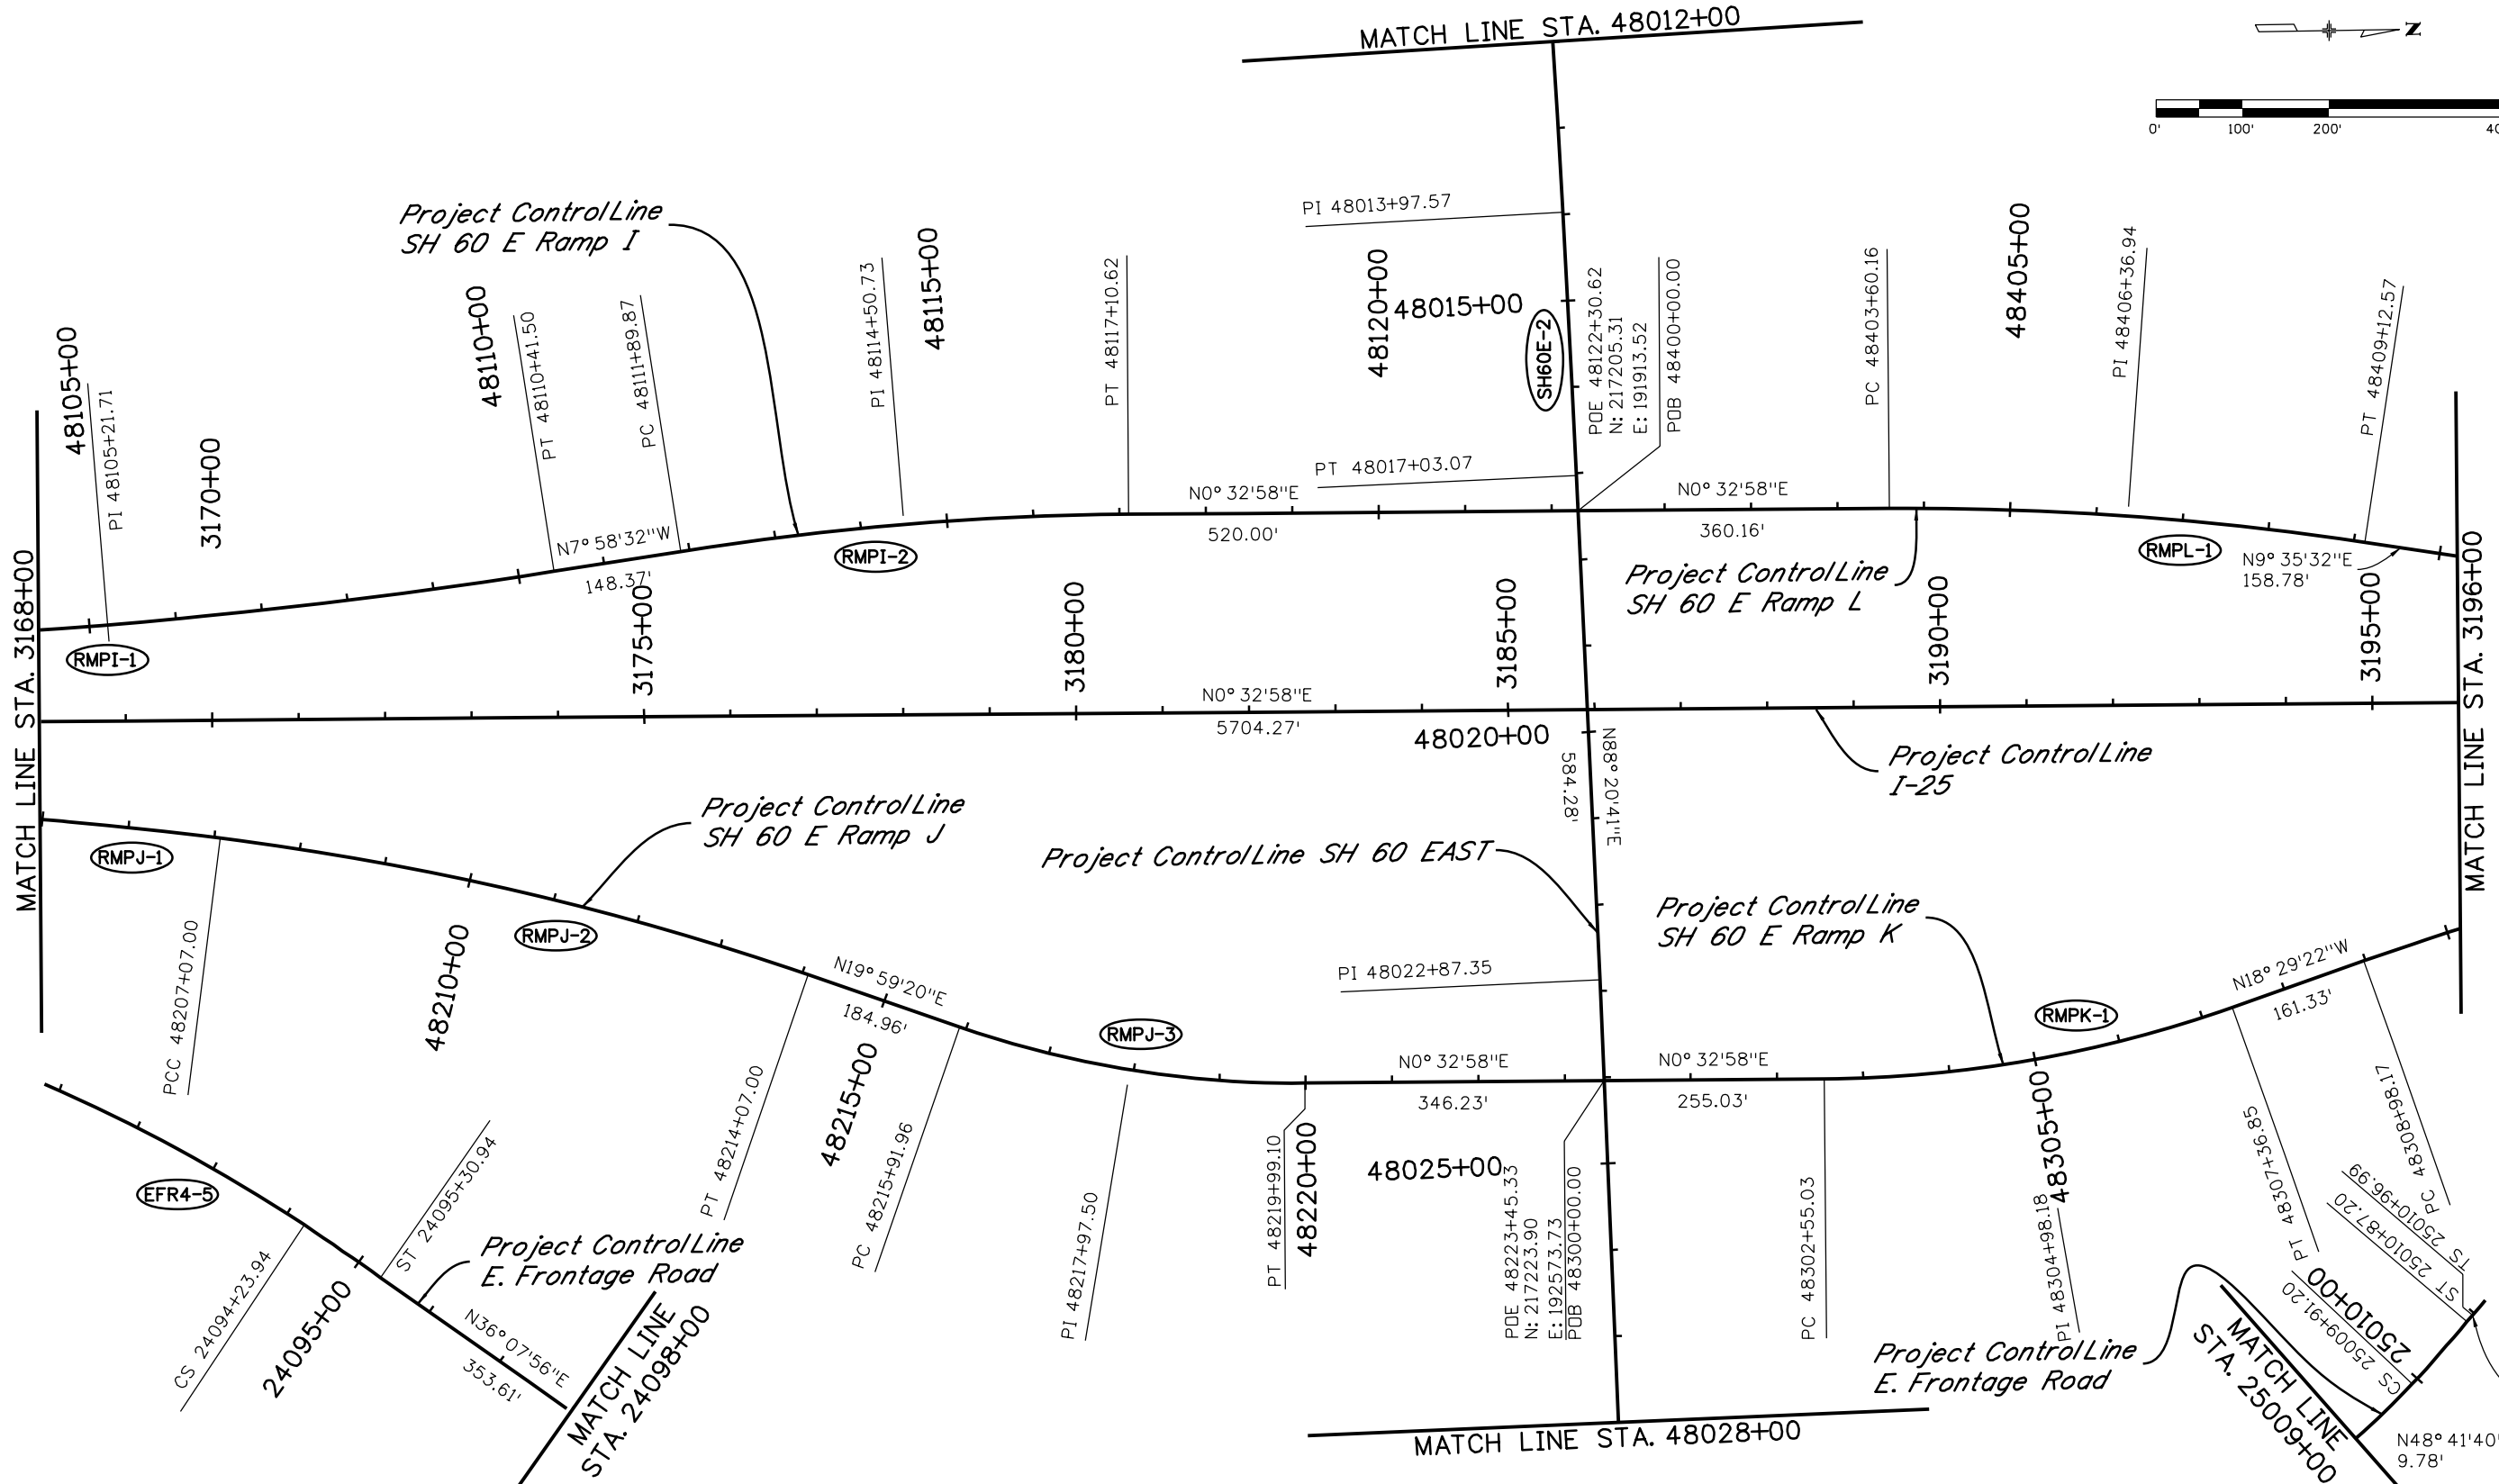 MATCH LINE STA. 48012+00
N
0'
100'
200'
PI 48013+97.57
Project Control Line
SH 60 E Ramp I
48105+00
PI 48105+21.71
3170+00
48110+00
PT 48110+41.50
PC 48111+89.87
PI 48114+50.73
48115+00
PT 48117+10.62
48120+00
48015+00
SH60E-2
POE 48122+30.62
N: 217205.31
E: 191913.52
POB 48400+00.00
PC 48403+60.16
48405+00
PI 48406+36.94
PT 48409+12.57
PT 48017+03.07
N0° 32'58"E
520.00'
N0° 32'58"E
360.16'
N7° 58'32"W
148.37'
RMPI-2
RMPI-1
RMPL-1
N9° 35'32"E
158.78'
Project Control Line
SH 60 E Ramp L
MATCH LINE STA. 3168+00
3175+00
3180+00
3185+00
3190+00
3195+00
MATCH LINE STA. 3196+00
N0° 32'58"E
5704.27'
48020+00
N88° 20'41"E
584.28'
Project Control Line
I-25
Project Control Line
SH 60 E Ramp J
RMPJ-1
Project Control Line SH 60 EAST
RMPJ-2
Project Control Line
SH 60 E Ramp K
PCC 48207+07.00
48210+00
N19° 59'20"E
184.96'
PI 48022+87.35
N18° 29'22"W
161.33'
RMPJ-3
RMPK-1
N0° 32'58"E
346.23'
N0° 32'58"E
255.03'
EFR4-5
PT 48214+07.00
48215+00
PC 48215+91.96
PI 48217+97.50
PT 48219+99.10
48220+00
48025+00
POE 48223+45.33
N: 217223.90
E: 192573.73
POB 48300+00.00
PC 48302+55.03
PI 48304+98.18
48305+00
PT 48307+36.85
PC 48308+98.17
TS 25010+96.99
ST 25010+87.20
25010+00
CS 25009+91.20
CS 24094+23.94
24095+00
ST 24095+30.94
Project Control Line
E. Frontage Road
N36° 07'56"E
353.61'
MATCH LINE
STA. 24098+00
Project Control Line
E. Frontage Road
MATCH LINE
STA. 25009+00
MATCH LINE STA. 48028+00
N48° 41'40"
9.78'